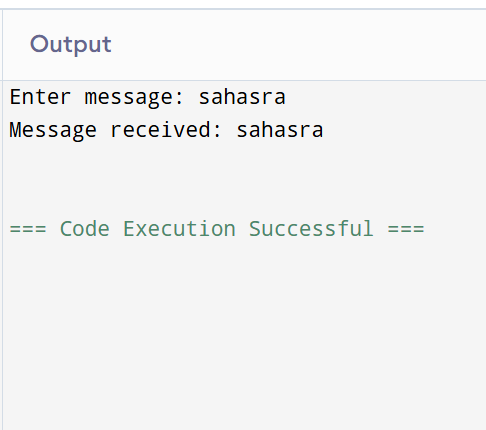 Output
Enter message: sahasra
Message received: sahasra
=== Code Execution Successful ===